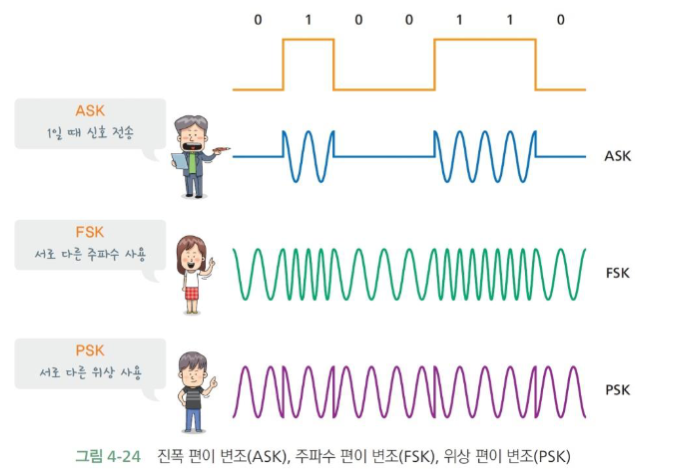 0 1 0 0 1 1 0
ASK
1일 때 신호 전송
ASK
FSK
서로 다른 주파수 사용
FSK
PSK
서로 다른 위상 사용
PSK
그림 4-24 진폭 편이 변조(ASK), 주파수 편이 변조(FSK), 위상 편이 변조(PSK)